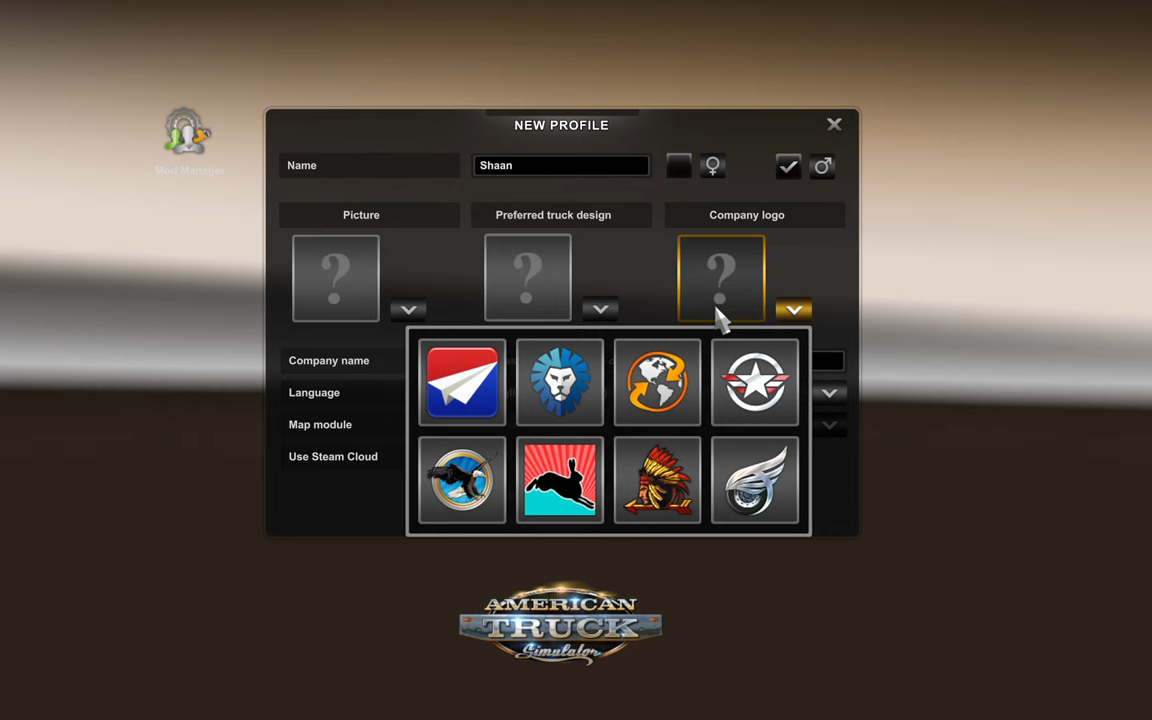 NEW PROFILE
Mod Manager
Name
Shaan
Picture
Preferred truck design
Company logo
Company name
Language
Map module
Use Steam Cloud
AMERICAN
TRUCK
Simulator